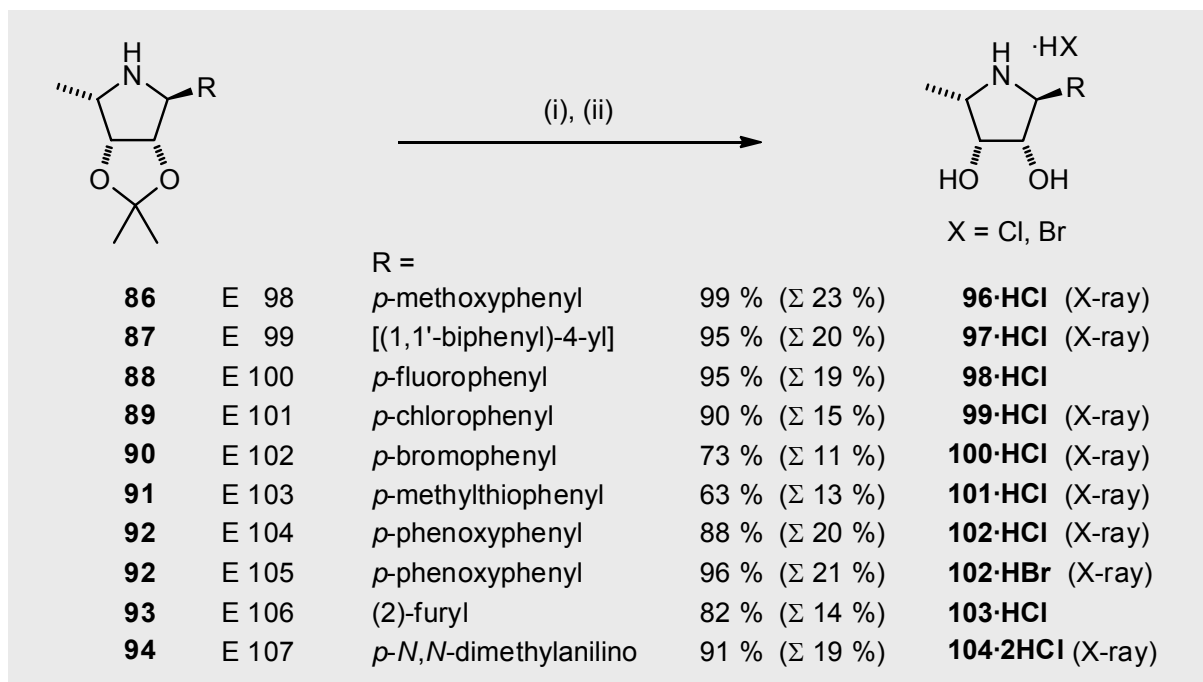 H
N
R
O
O
(i), (ii)
H ·HX
N
R
HO OH
X = Cl, Br
R =
86 E 98 p-methoxyphenyl 99 % (Σ 23 %) 96·HCl (X-ray)
87 E 99 [(1,1'-biphenyl)-4-yl] 95 % (Σ 20 %) 97·HCl (X-ray)
88 E 100 p-fluorophenyl 95 % (Σ 19 %) 98·HCl
89 E 101 p-chlorophenyl 90 % (Σ 15 %) 99·HCl (X-ray)
90 E 102 p-bromophenyl 73 % (Σ 11 %) 100·HCl (X-ray)
91 E 103 p-methylthiophenyl 63 % (Σ 13 %) 101·HCl (X-ray)
92 E 104 p-phenoxyphenyl 88 % (Σ 20 %) 102·HCl (X-ray)
92 E 105 p-phenoxyphenyl 96 % (Σ 21 %) 102·HBr (X-ray)
93 E 106 (2)-furyl 82 % (Σ 14 %) 103·HCl
94 E 107 p-N,N-dimethylanilino 91 % (Σ 19 %) 104·2HCl (X-ray)